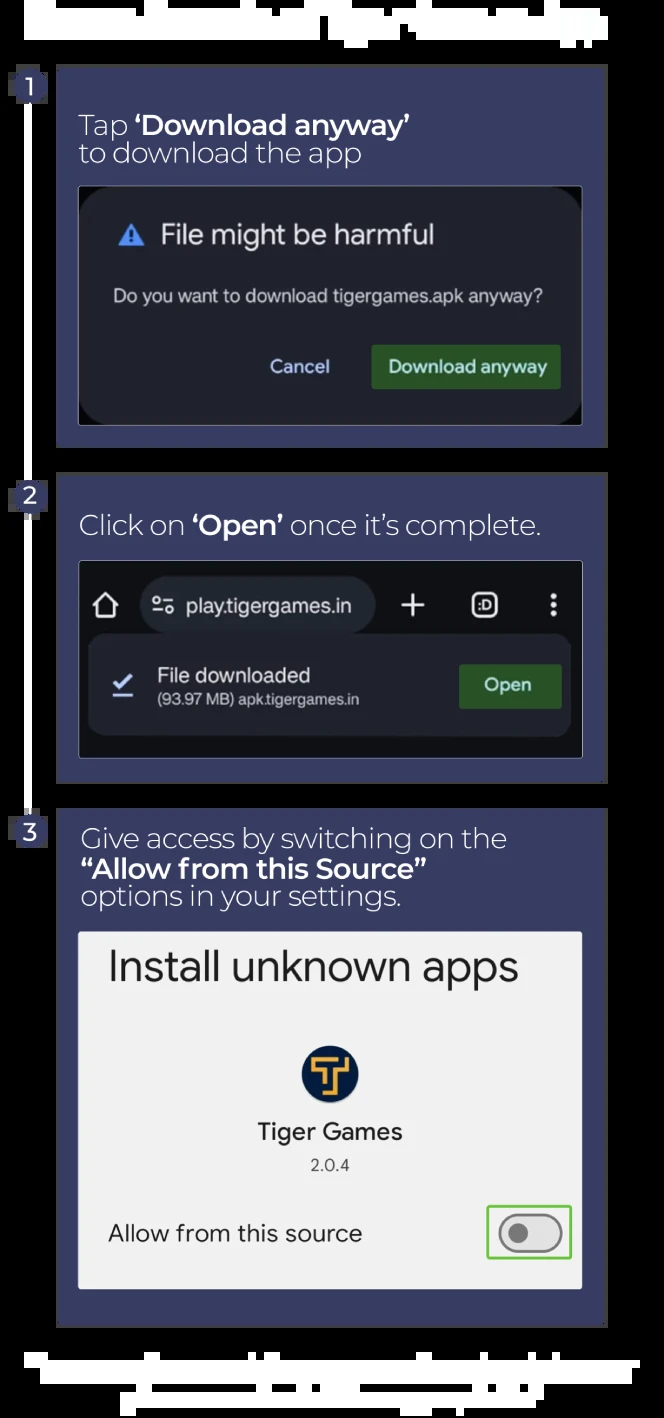 1
Tap ‘Download anyway’
to download the app
File might be harmful
Do you want to download tigergames.apk anyway?
Cancel
Download anyway
2
Click on ‘Open’ once it’s complete.
play.tigergames.in
:D
File downloaded
(93.97 MB) apk.tigergames.in
Open
3
Give access by switching on the
“Allow from this Source”
options in your settings.
Install unknown apps
Tiger Games
2.0.4
Allow from this source